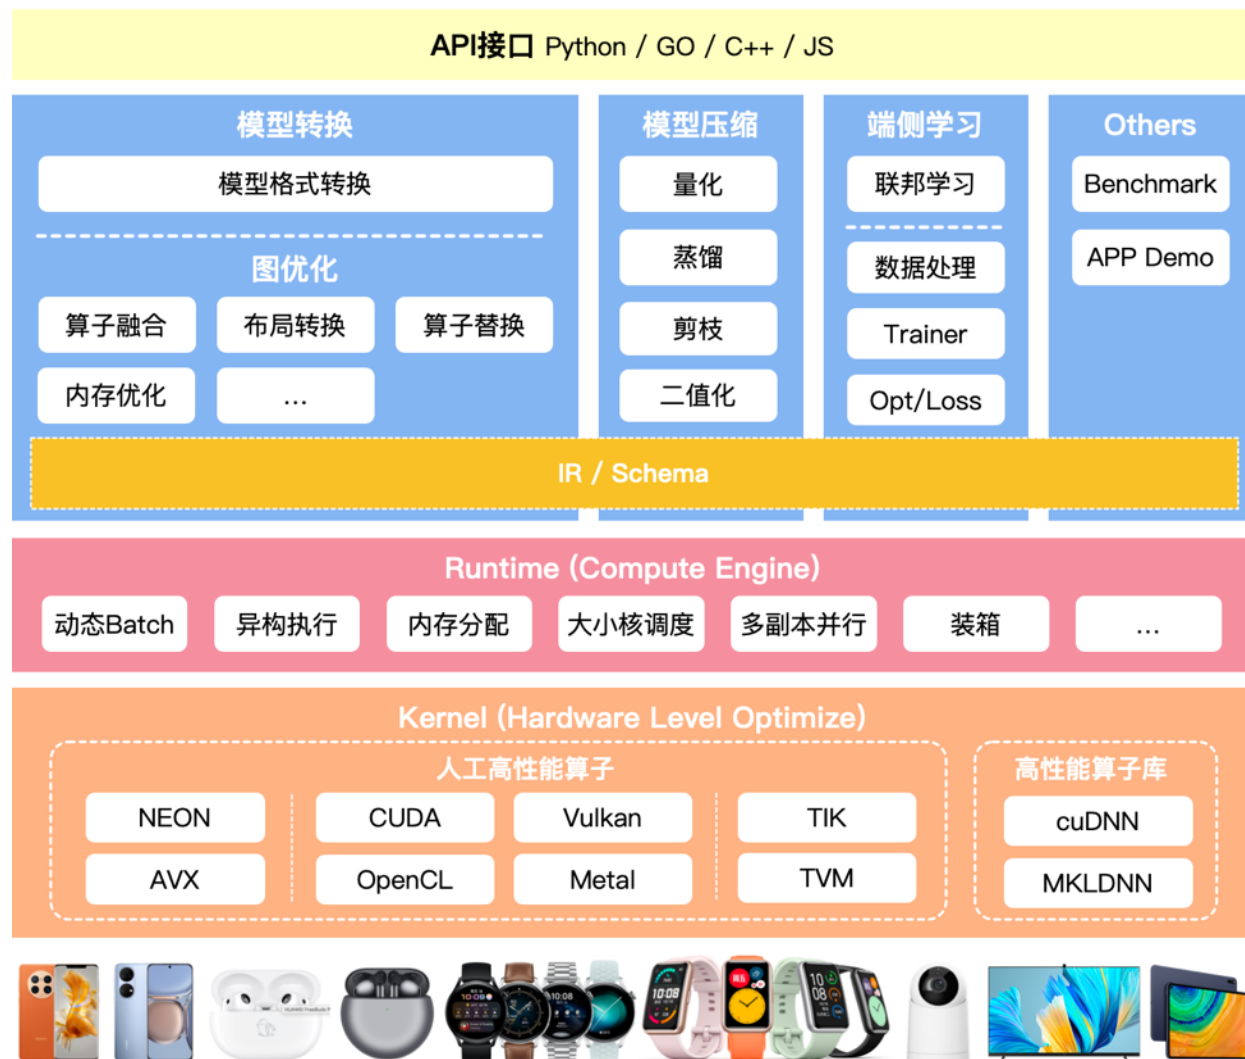 API接口 Python / GO / C++ / JS
模型转换
模型格式转换
图优化
算子融合 布局转换 算子替换
内存优化 ...
模型压缩
量化
蒸馏
剪枝
二值化
端侧学习
联邦学习
数据处理
Trainer
Opt/Loss
Others
Benchmark
APP Demo
IR / Schema
Runtime (Compute Engine)
动态Batch 异构执行 内存分配 大小核调度 多副本并行 装箱 ...
Kernel (Hardware Level Optimize)
人工高性能算子
NEON CUDA Vulkan TIK
AVX OpenCL Metal TVM
高性能算子库
cuDNN
MKLDNN
10:08
10:08